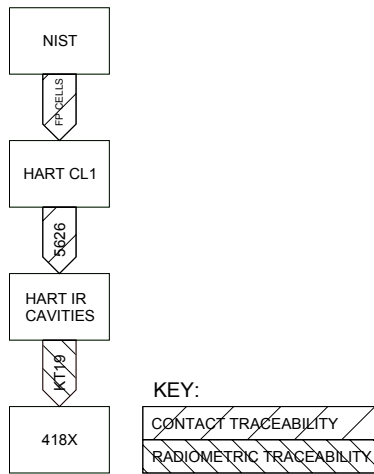 NIST
FP CELLS
HART CL1
5626
HART IR
CAVITIES
KT19
418X
KEY:
CONTACT TRACEABILITY
RADIOMETRIC TRACEABILITY